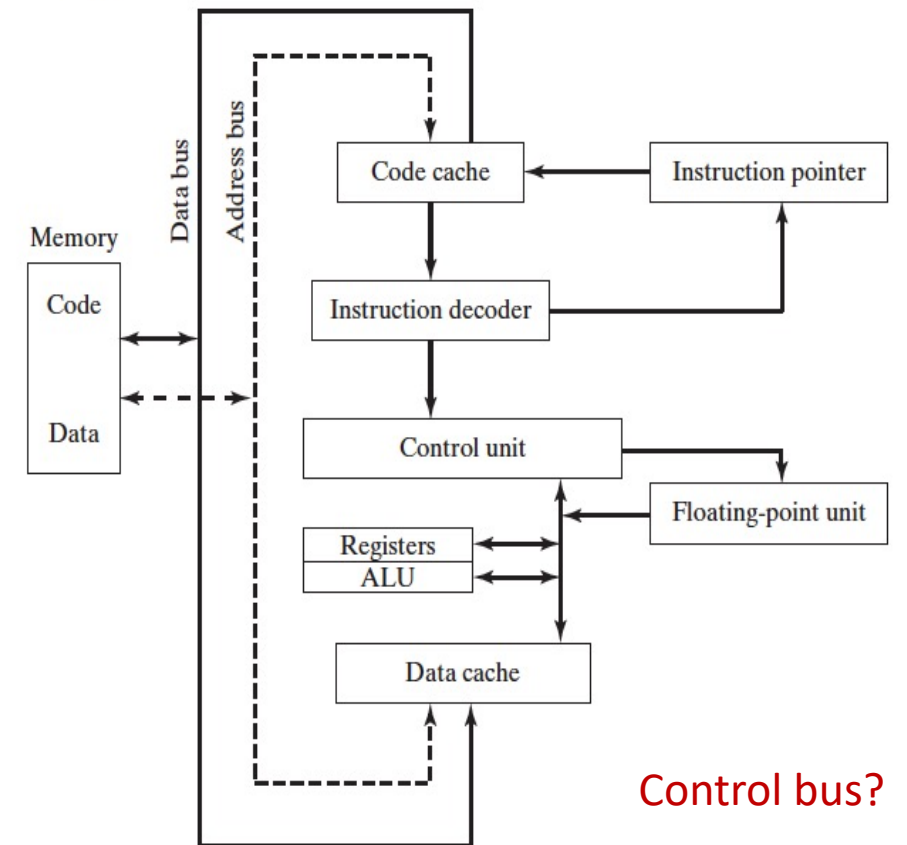 Data bus
Address bus
Code cache
Instruction pointer
Memory
Code
Instruction decoder
Data
Control unit
Floating-point unit
Registers
ALU
Data cache
Control bus?